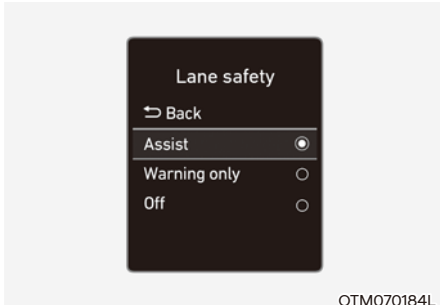 Lane safety
Back
Assist
Warning only
Off
OTM070184L